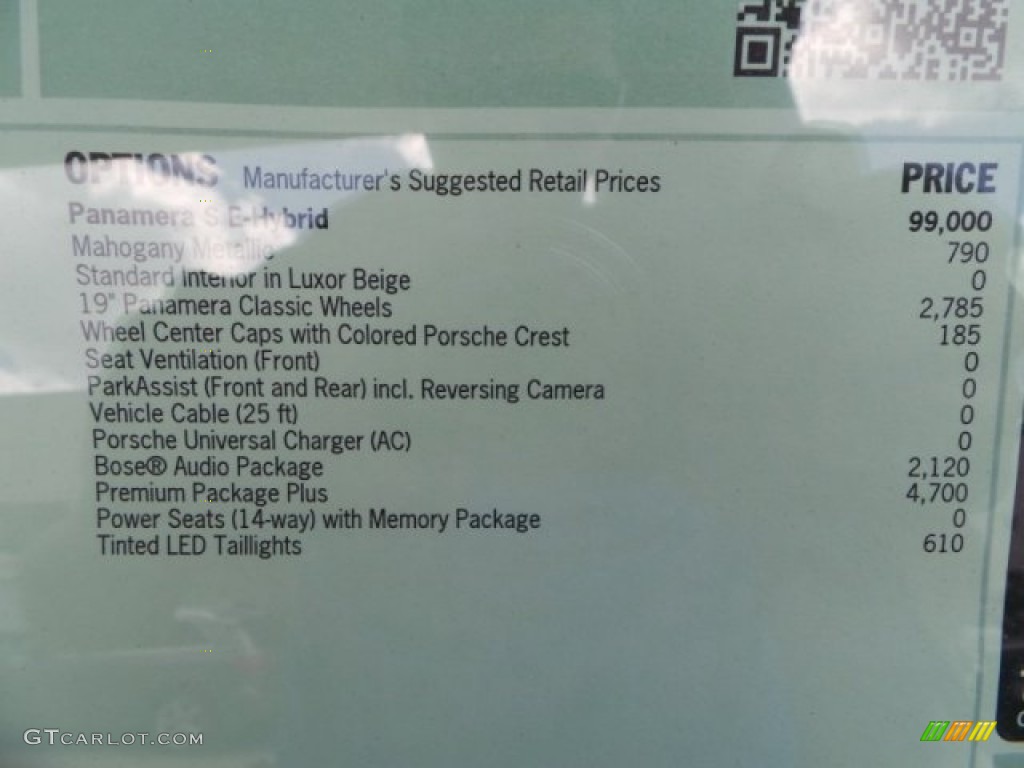 OPTIONS Manufacturer's Suggested Retail Prices PRICE
Panamera S E-Hybrid 99,000
Mahogany Metallic 790
Standard Interior in Luxor Beige 0
19" Panamera Classic Wheels 2,785
Wheel Center Caps with Colored Porsche Crest 185
Seat Ventilation (Front) 0
ParkAssist (Front and Rear) incl. Reversing Camera 0
Vehicle Cable (25 ft) 0
Porsche Universal Charger (AC) 0
Bose® Audio Package 2,120
Premium Package Plus 4,700
Power Seats (14-way) with Memory Package 0
Tinted LED Taillights 610
GTCARLOT.COM